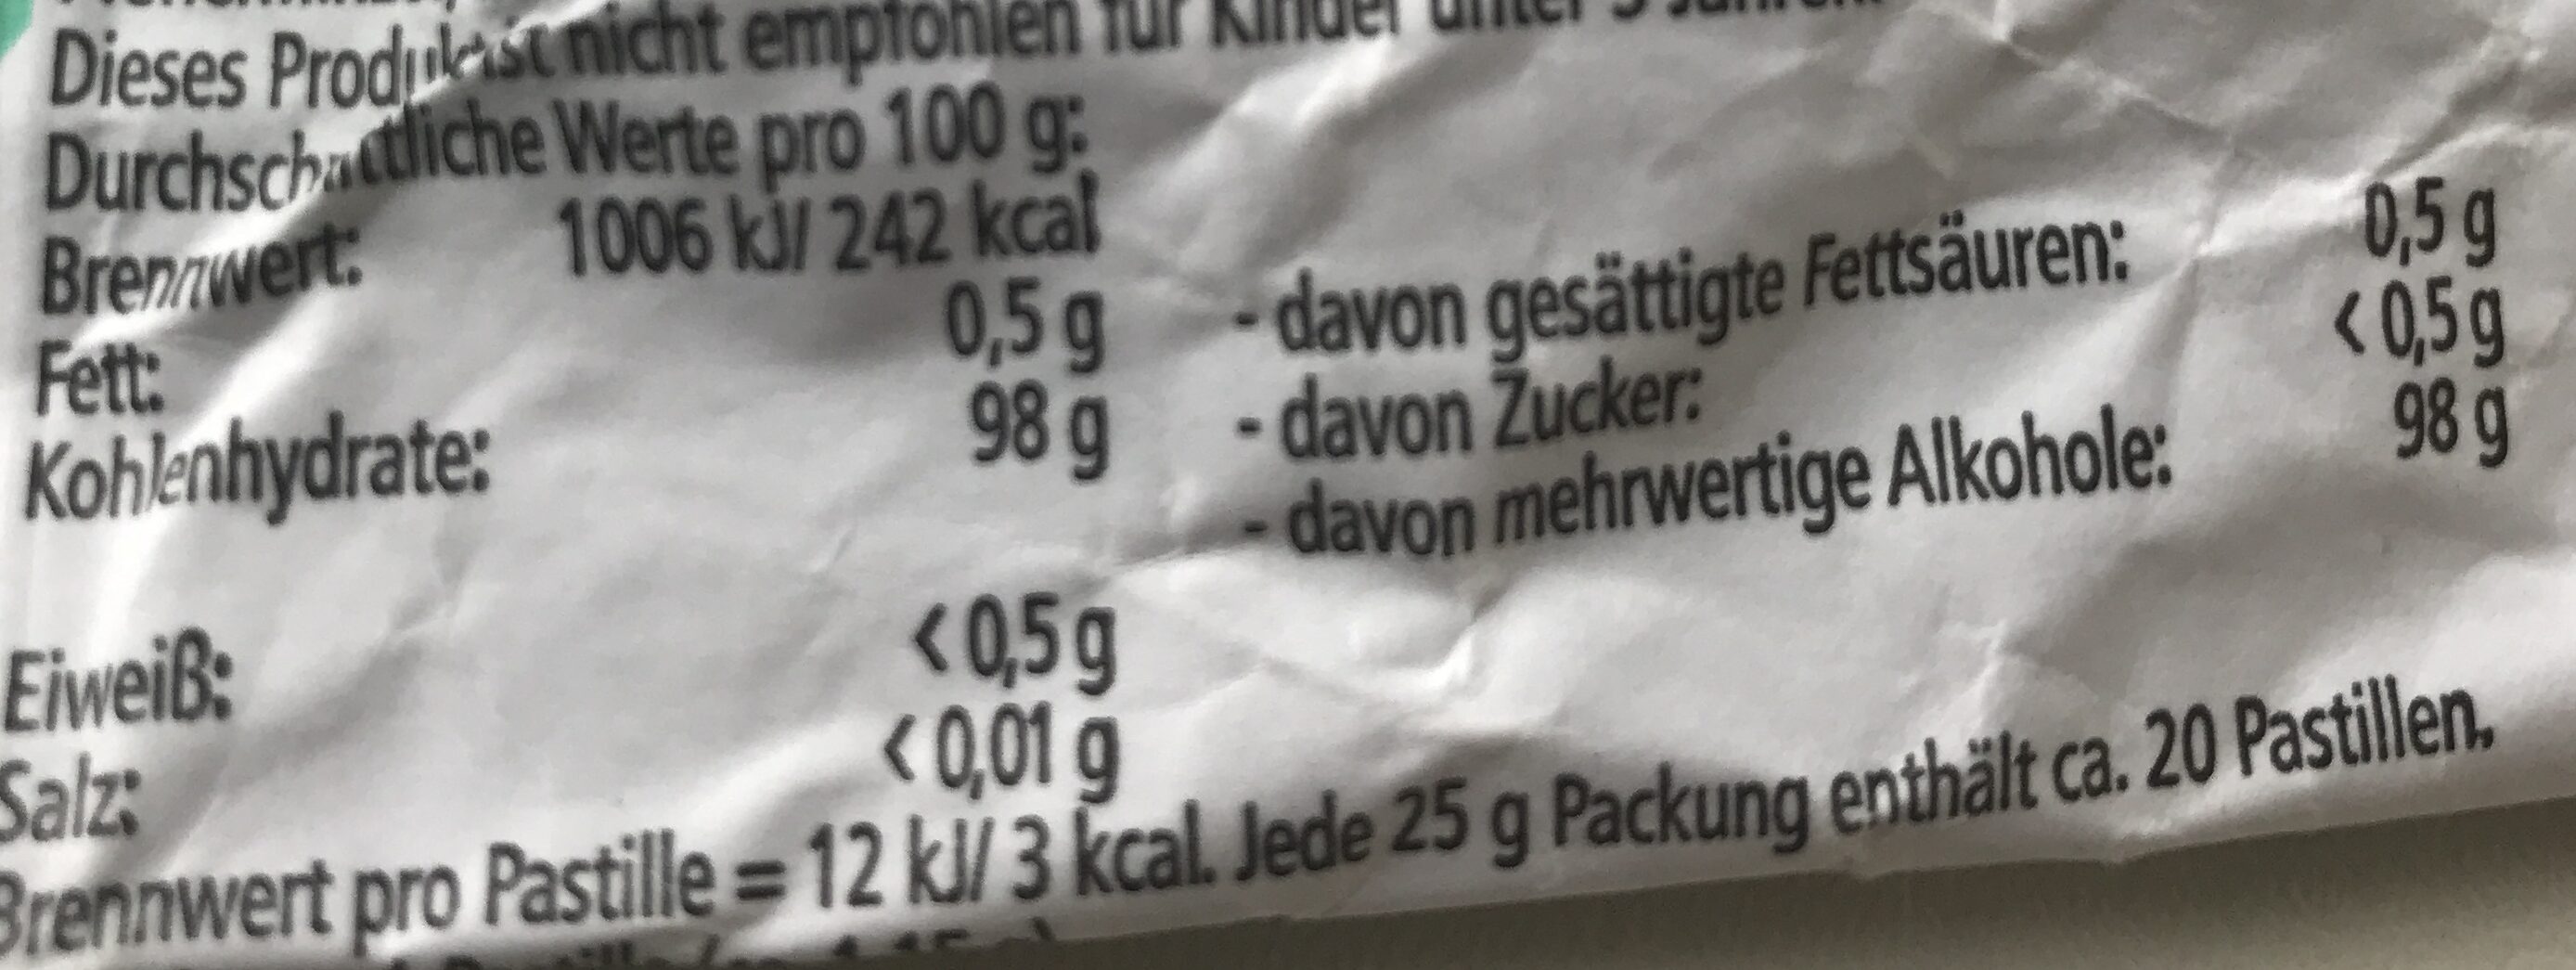 Dieses Produkt ist nicht empfohlen für Kinder unter 3 Jahren.
Durchschnittliche Werte pro 100 g:
Brennwert: 1006 kJ/ 242 kcal
Fett: 0,5 g - davon gesättigte Fettsäuren: 0,5 g
Kohlenhydrate: 98 g - davon Zucker: < 0,5 g
- davon mehrwertige Alkohole: 98 g
Eiweiß: < 0,5 g
Salz: < 0,01 g
Brennwert pro Pastille = 12 kJ/ 3 kcal. Jede 25 g Packung enthält ca. 20 Pastillen.